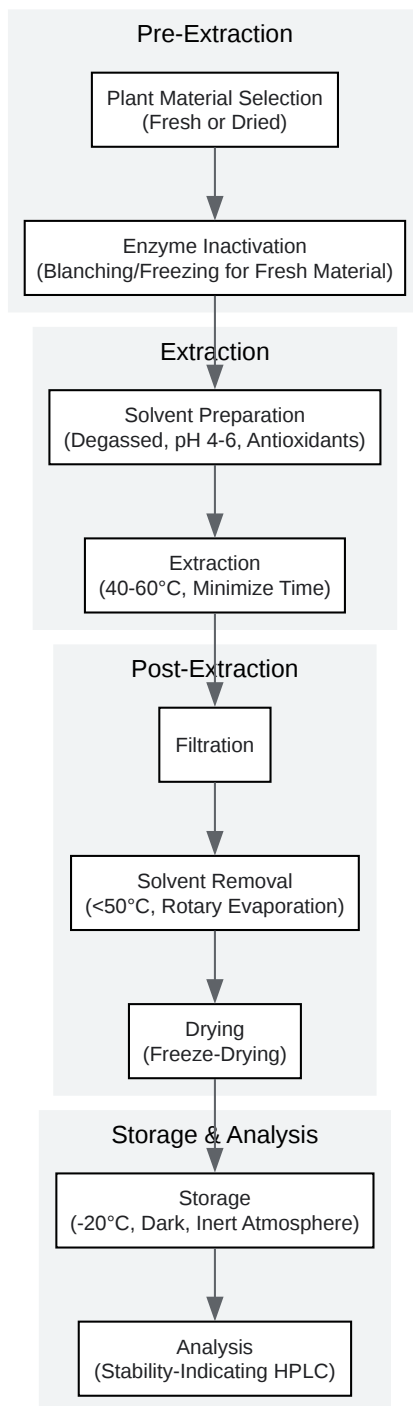 Pre-Extraction
Plant Material Selection
(Fresh or Dried)
Enzyme Inactivation
(Blanching/Freezing for Fresh Material)
Extraction
Solvent Preparation
(Degassed, pH 4-6, Antioxidants)
Extraction
(40-60°C, Minimize Time)
Post-Extraction
Filtration
Solvent Removal
(<50°C, Rotary Evaporation)
Drying
(Freeze-Drying)
Storage & Analysis
Storage
(-20°C, Dark, Inert Atmosphere)
Analysis
(Stability-Indicating HPLC)